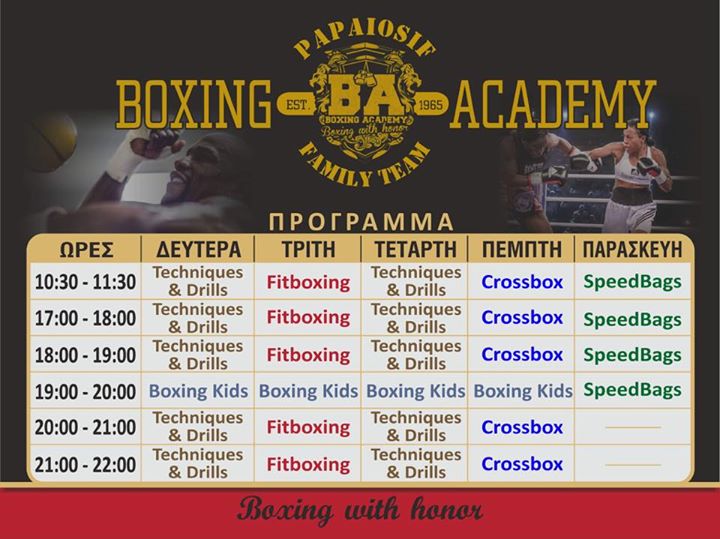 PAPAIOSIF
BOXING EST. BA 1965 ACADEMY
BOXING ACADEMY
Boxing with honor
FAMILY TEAM
ΠΡΟΓΡΑΜΜΑ
ΩΡΕΣ ΔΕΥΤΕΡΑ ΤΡΙΤΗ ΤΕΤΑΡΤΗ ΠΕΜΠΤΗ ΠΑΡΑΣΚΕΥΗ
10:30 - 11:30 Techniques & Drills Fitboxing Techniques & Drills Crossbox SpeedBags
17:00 - 18:00 Techniques & Drills Fitboxing Techniques & Drills Crossbox SpeedBags
18:00 - 19:00 Techniques & Drills Fitboxing Techniques & Drills Crossbox SpeedBags
19:00 - 20:00 Boxing Kids Boxing Kids Boxing Kids Boxing Kids SpeedBags
20:00 - 21:00 Techniques & Drills Fitboxing Techniques & Drills Crossbox
21:00 - 22:00 Techniques & Drills Fitboxing Techniques & Drills Crossbox
Boxing with honor